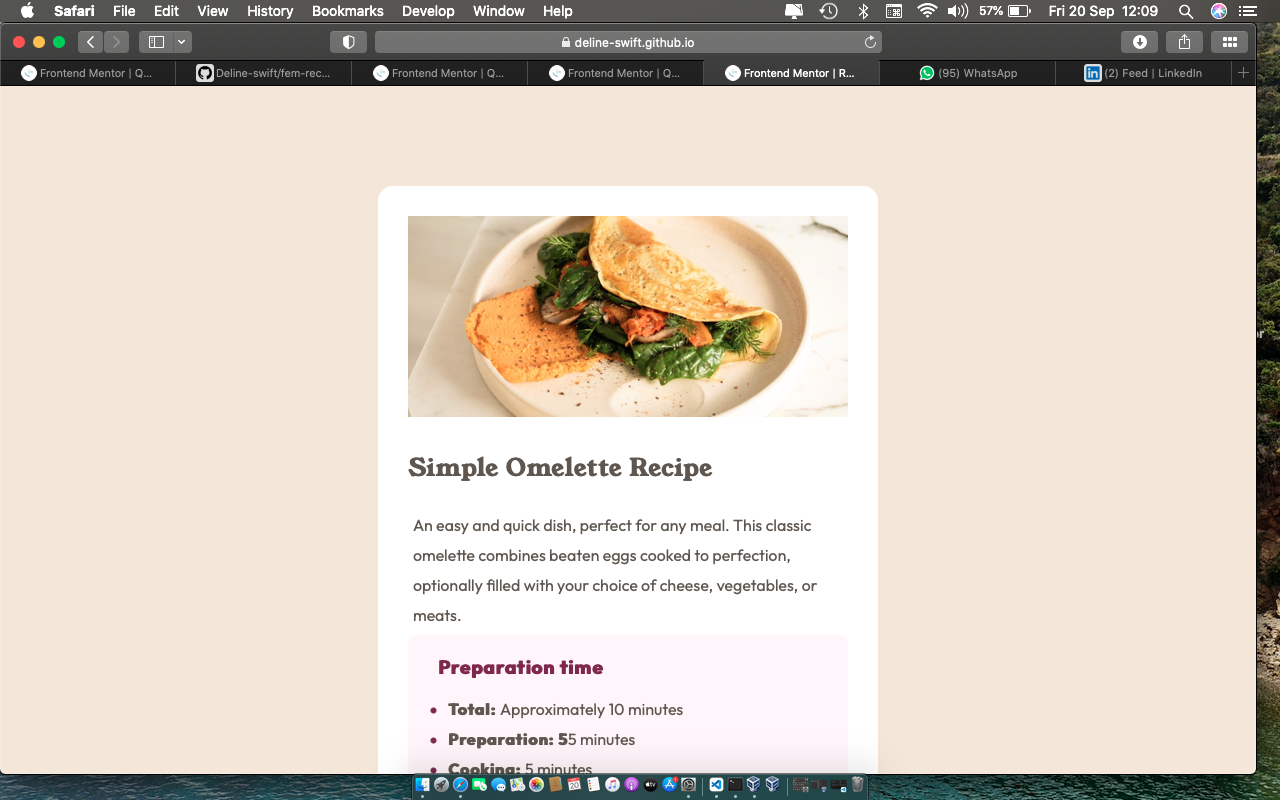 Safari File Edit View History Bookmarks Develop Window Help 57% Fri 20 Sep 12:09
deline-swift.github.io
Frontend Mentor | Q... Deline-swift/fem-rec... Frontend Mentor | Q... Frontend Mentor | Q... Frontend Mentor | R... (95) WhatsApp (2) Feed | LinkedIn
Simple Omelette Recipe
An easy and quick dish, perfect for any meal. This classic
omelette combines beaten eggs cooked to perfection,
optionally filled with your choice of cheese, vegetables, or
meats.
Preparation time
Total: Approximately 10 minutes
Preparation: 55 minutes
Cooking: 5 minutes